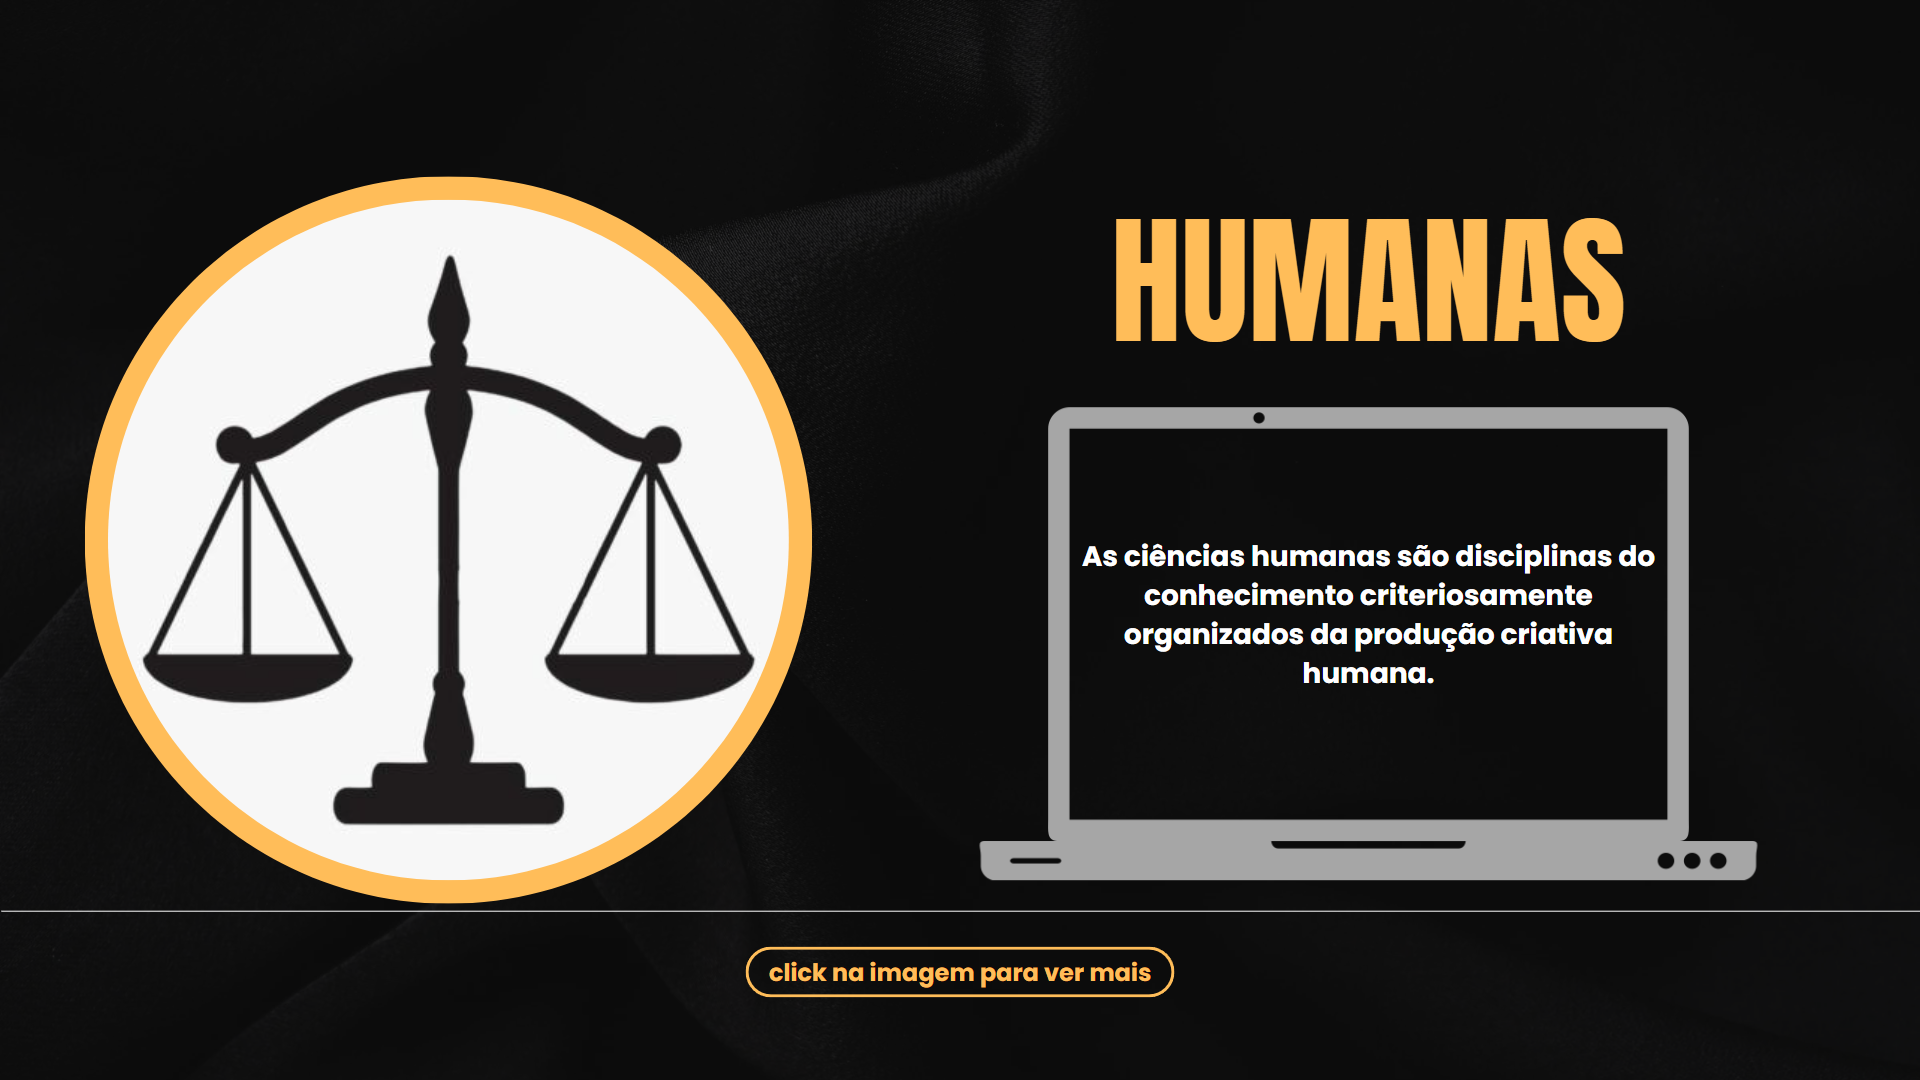 HUMANAS
As ciências humanas são disciplinas do
conhecimento criteriosamente
organizados da produção criativa
humana.
click na imagem para ver mais